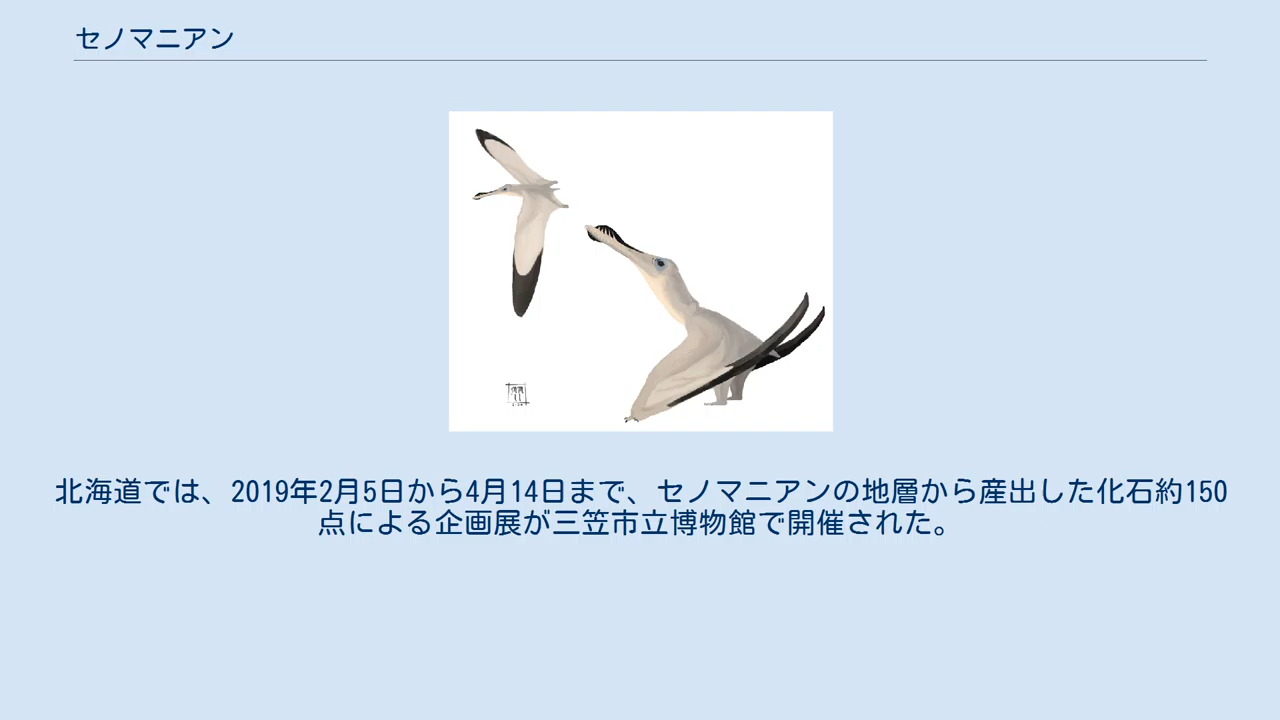 セノマニアン
北海道では、2019年2月5日から4月14日まで、セノマニアンの地層から産出した化石約150
点による企画展が三笠市立博物館で開催された。